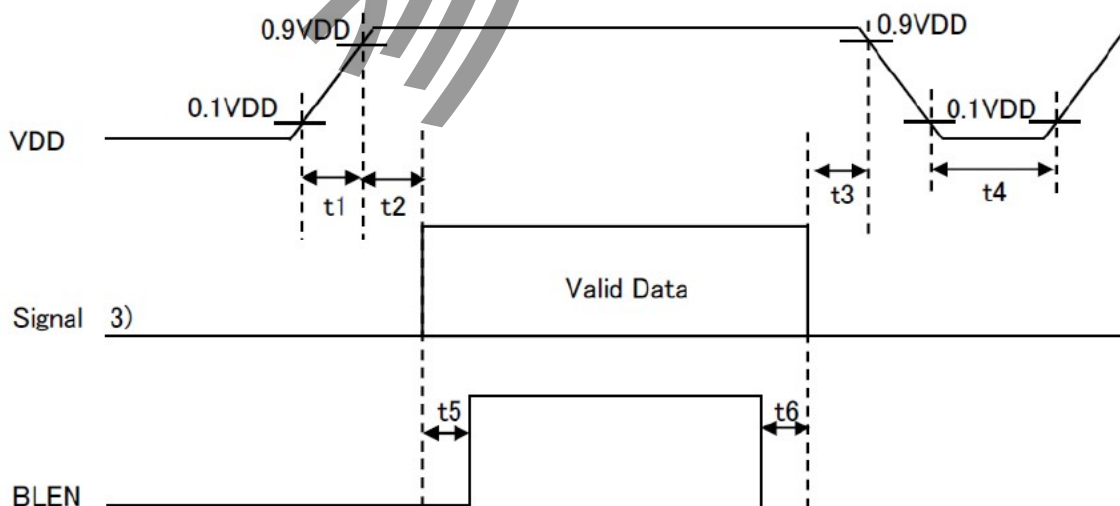 0.9VDD
0.9VDD
0.1VDD
0.1VDD
VDD
t1
t2
t3
t4
Valid Data
Signal 3)
t5
t6
BLEN